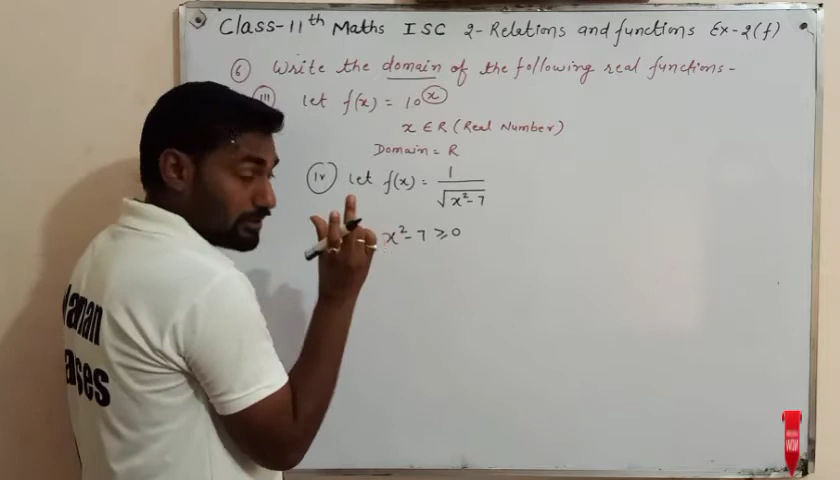 Class-11th Maths ISC 2-Relations and functions Ex-2(f)
(6) Write the domain of the following real functions-
(iii) let f(x) = 10^x
x ∈ R (Real Number)
Domain = R
(iv) let f(x) = 1/√(x²-7)
x²-7 ≥ 0